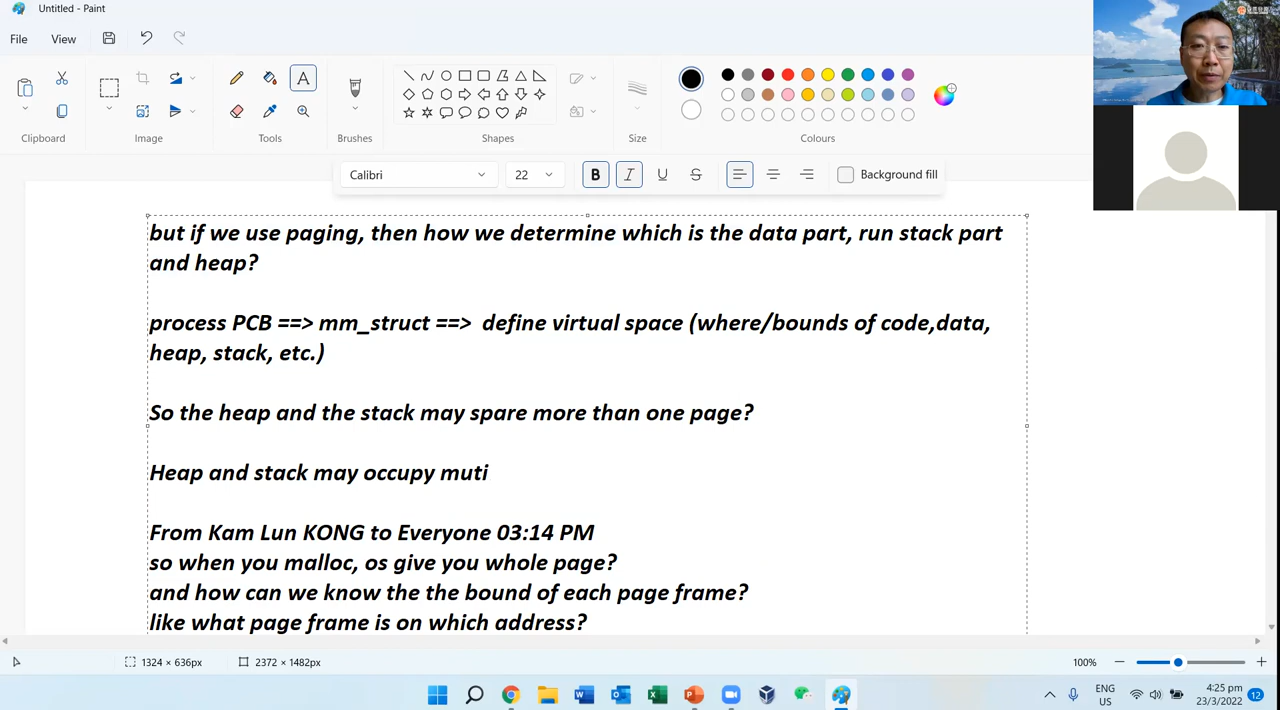 Untitled - Paint
File View
Clipboard
Image
Tools
Brushes
Shapes
Size
Colours
Calibri
22
B I U S
Background fill
but if we use paging, then how we determine which is the data part, run stack part
and heap?
process PCB ==> mm_struct ==> define virtual space (where/bounds of code,data,
heap, stack, etc.)
So the heap and the stack may spare more than one page?
Heap and stack may occupy muti
From Kam Lun KONG to Everyone 03:14 PM
so when you malloc, os give you whole page?
and how can we know the the bound of each page frame?
like what page frame is on which address?
1324 × 636px
2372 × 1482px
100%
ENG
US
4:25 pm
23/3/2022
12